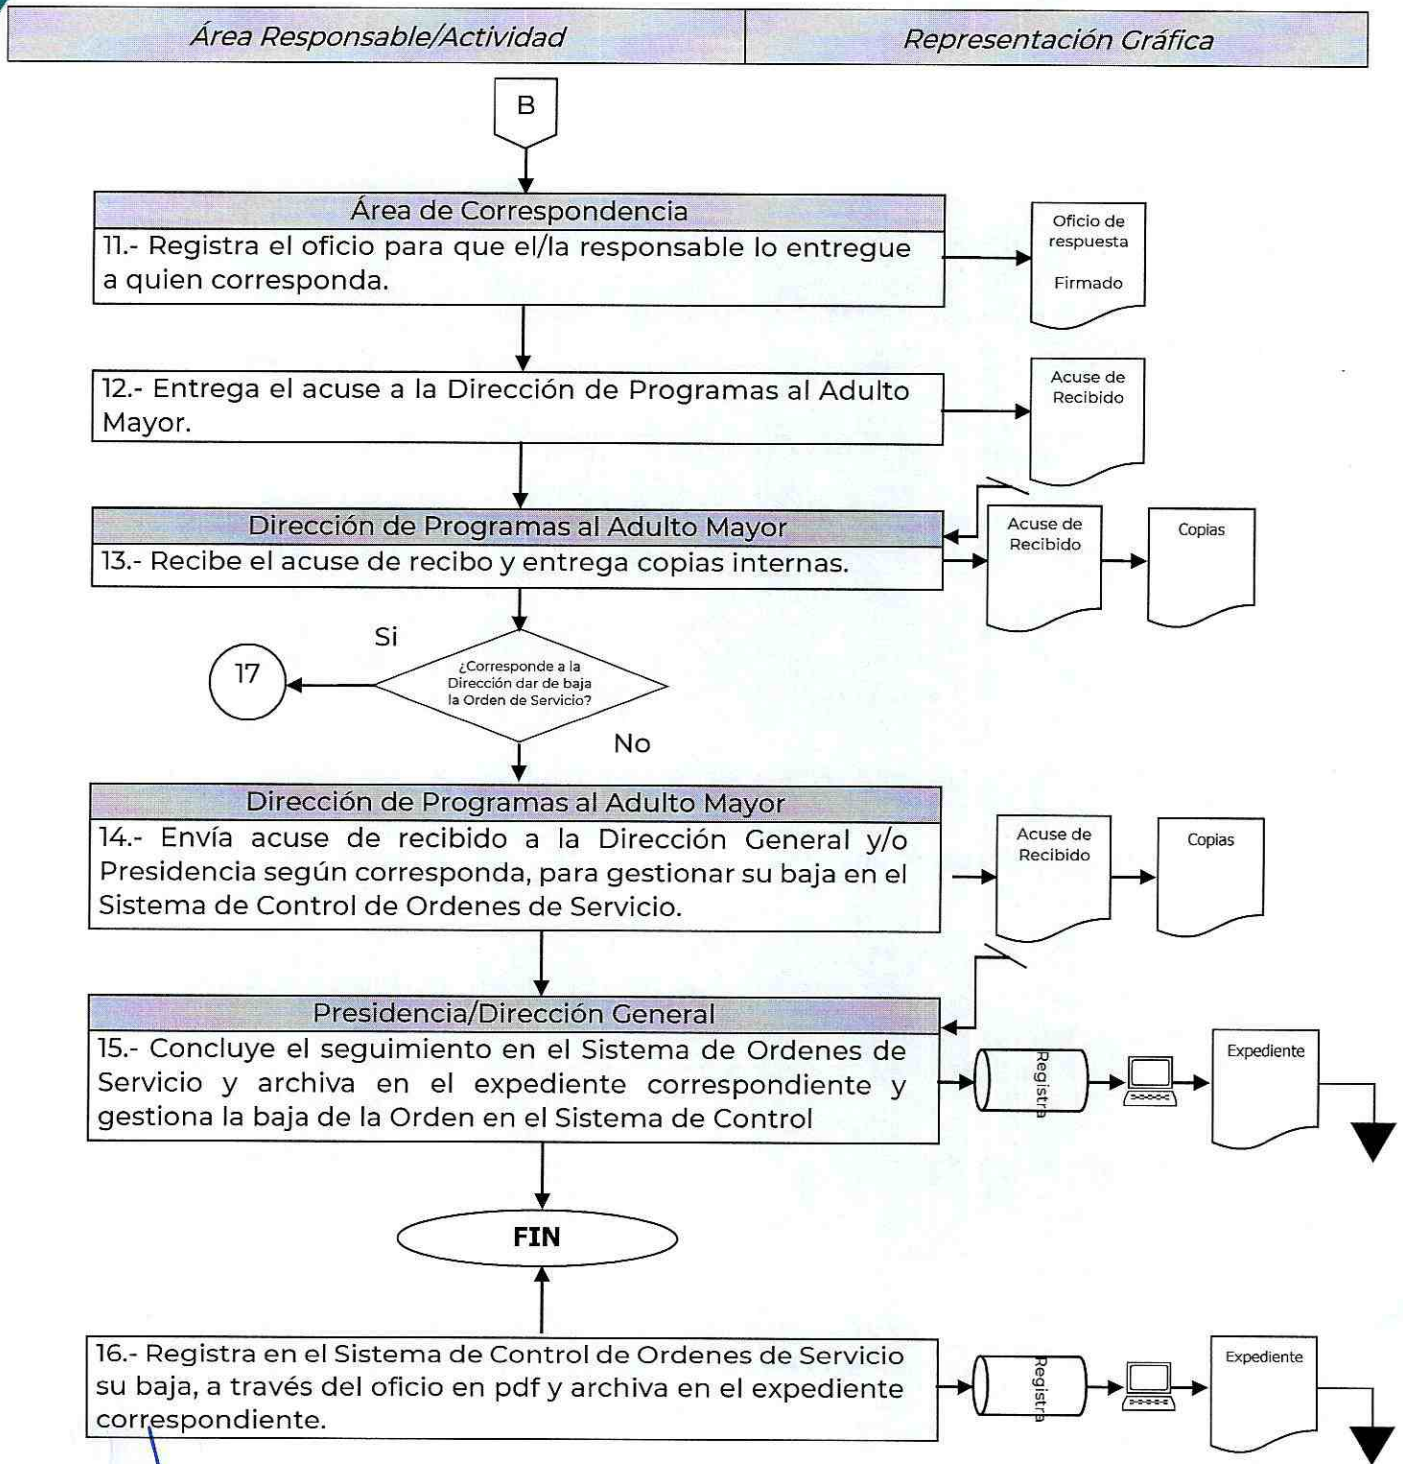 Área Responsable/Actividad
Representación Gráfica
B
Área de Correspondencia
11.- Registra el oficio para que el/la responsable lo entregue
a quien corresponda.
Oficio de
respuesta
Firmado
12.- Entrega el acuse a la Dirección de Programas al Adulto
Mayor.
Acuse de
Recibido
Dirección de Programas al Adulto Mayor
13.- Recibe el acuse de recibo y entrega copias internas.
Acuse de
Recibido
Copias
Si
17
¿Corresponde a la
Dirección dar de baja
la Orden de Servicio?
No
Dirección de Programas al Adulto Mayor
14.- Envía acuse de recibido a la Dirección General y/o
Presidencia según corresponda, para gestionar su baja en el
Sistema de Control de Ordenes de Servicio.
Acuse de
Recibido
Copias
Presidencia/Dirección General
15.- Concluye el seguimiento en el Sistema de Ordenes de
Servicio y archiva en el expediente correspondiente y
gestiona la baja de la Orden en el Sistema de Control
Registra
Expediente
FIN
16.- Registra en el Sistema de Control de Ordenes de Servicio
su baja, a través del oficio en pdf y archiva en el expediente
correspondiente.
Registra
Expediente